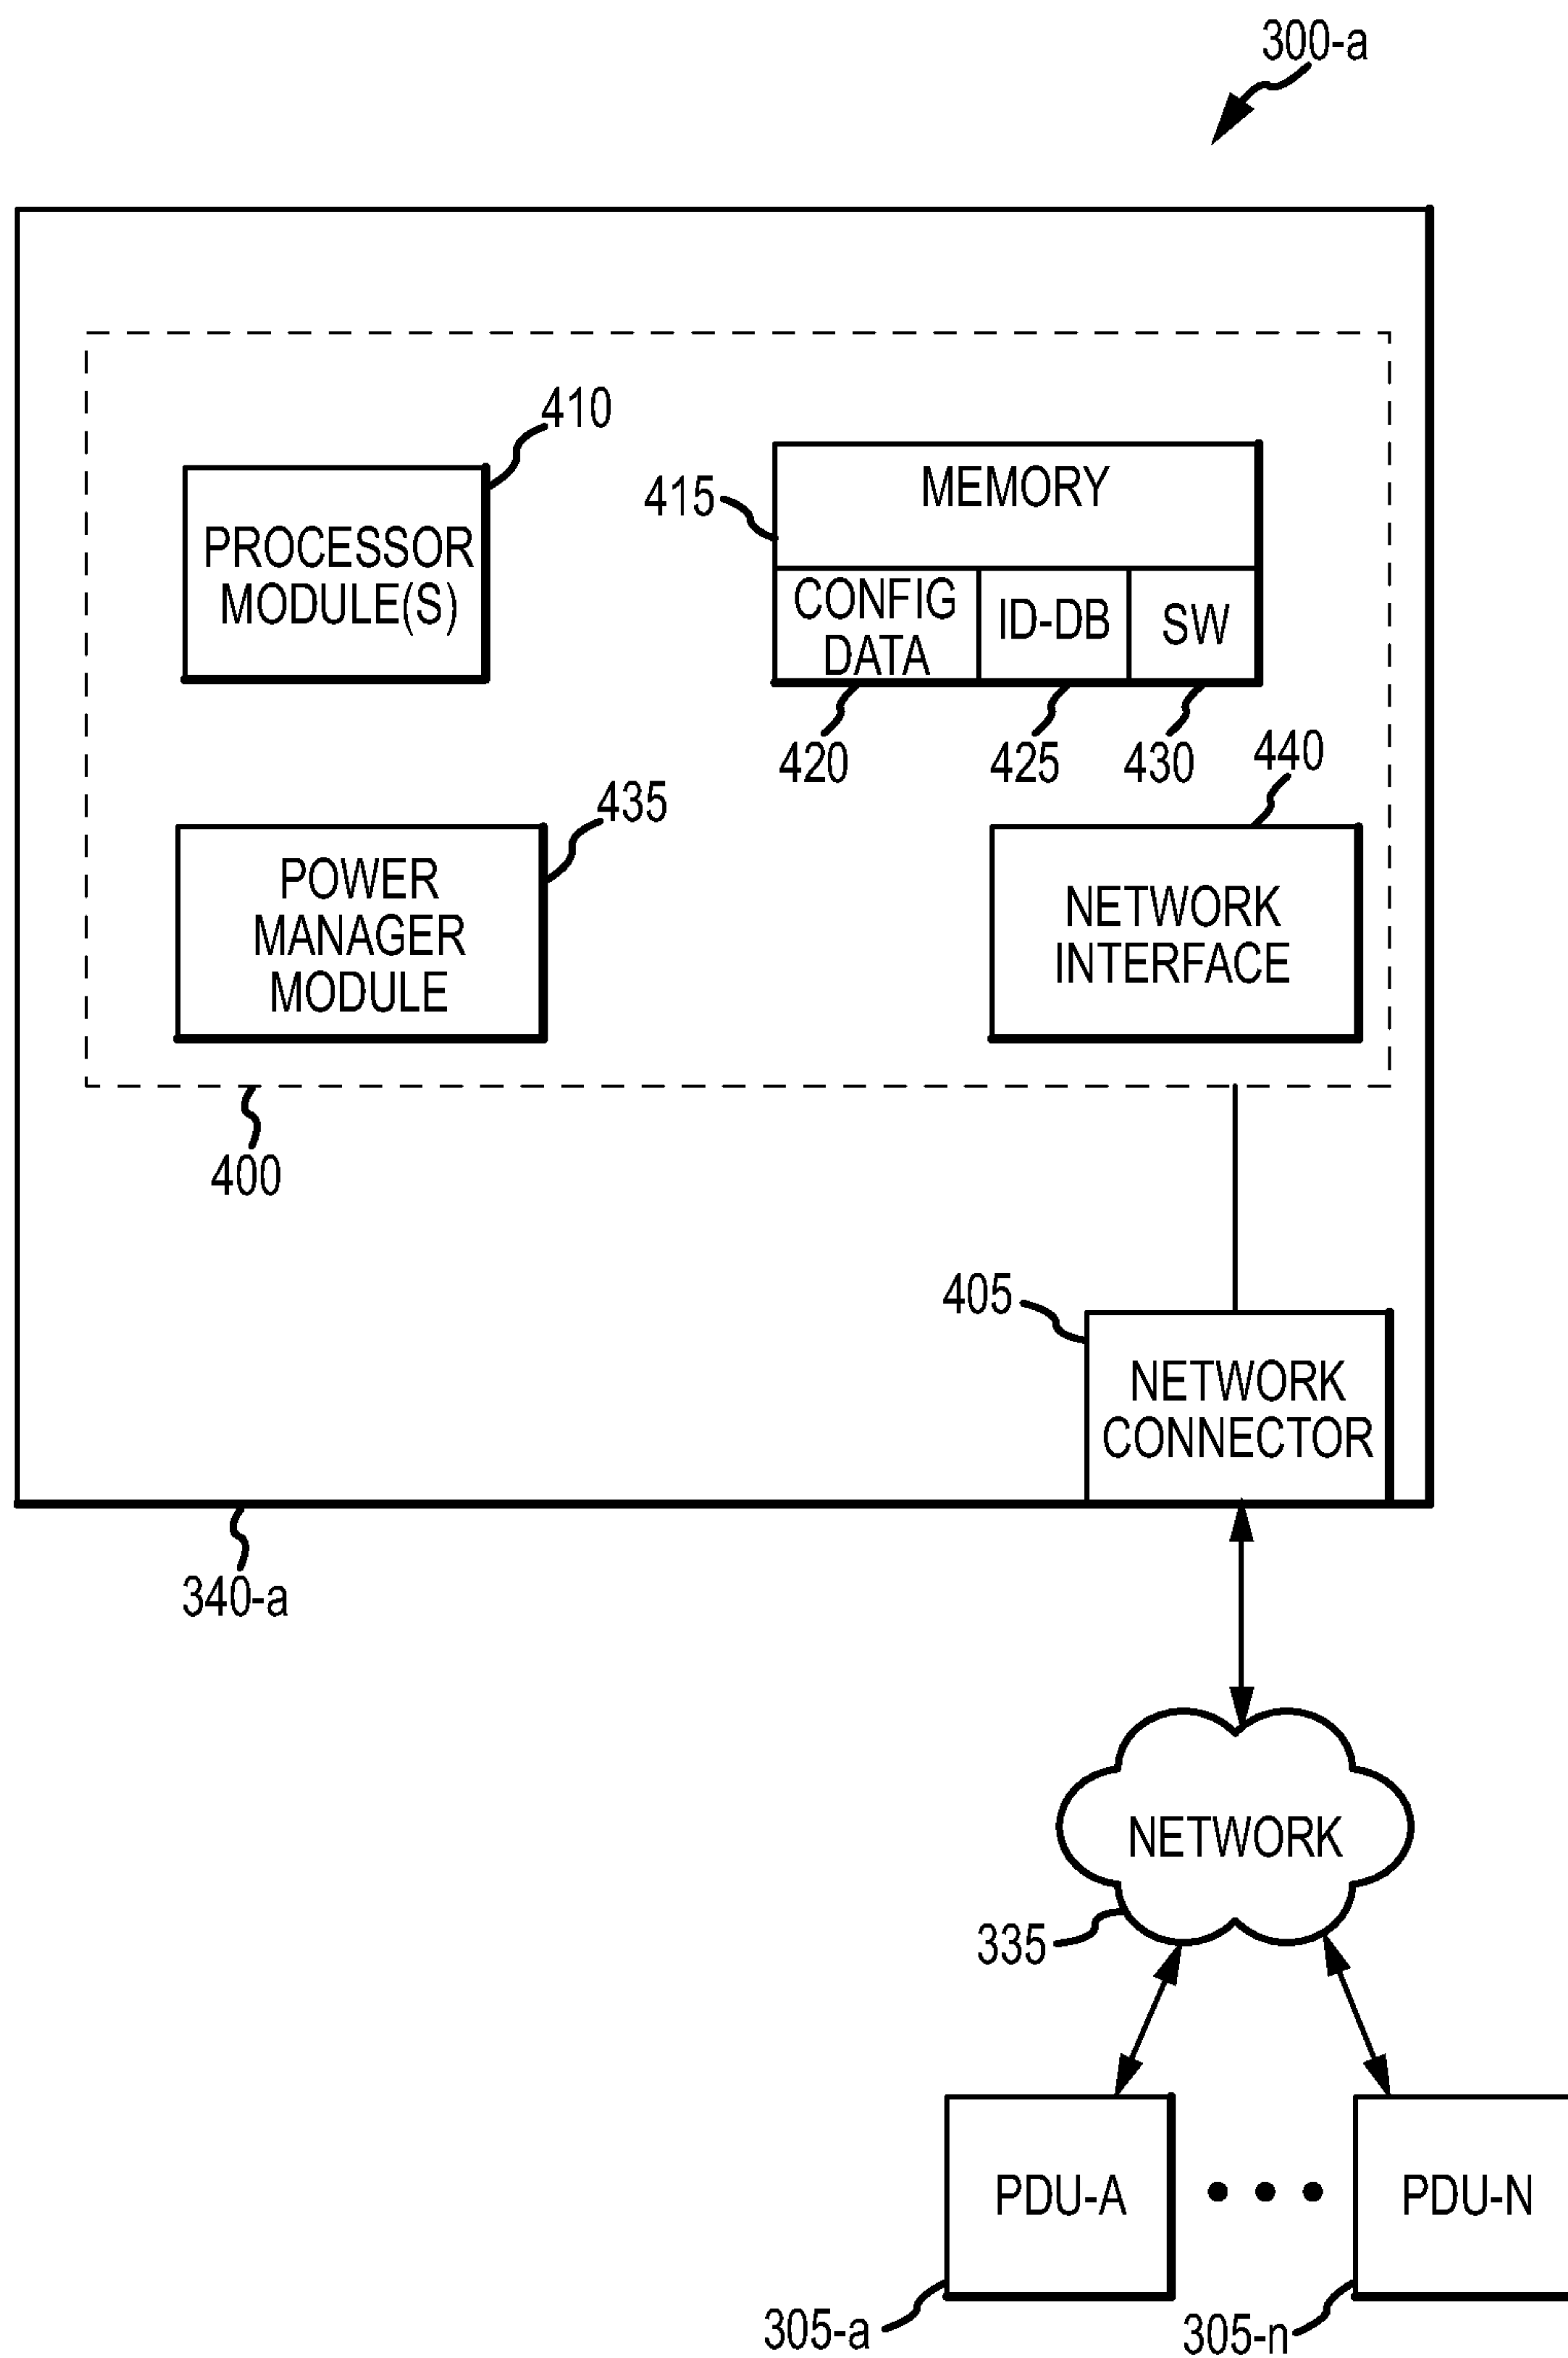 300-a
410
MEMORY
415
PROCESSOR
MODULE(S)
CONFIG
DATA
ID-DB
SW
420
425
430
440
435
POWER
MANAGER
MODULE
NETWORK
INTERFACE
400
405
NETWORK
CONNECTOR
340-a
NETWORK
335
PDU-A
PDU-N
305-a
305-n